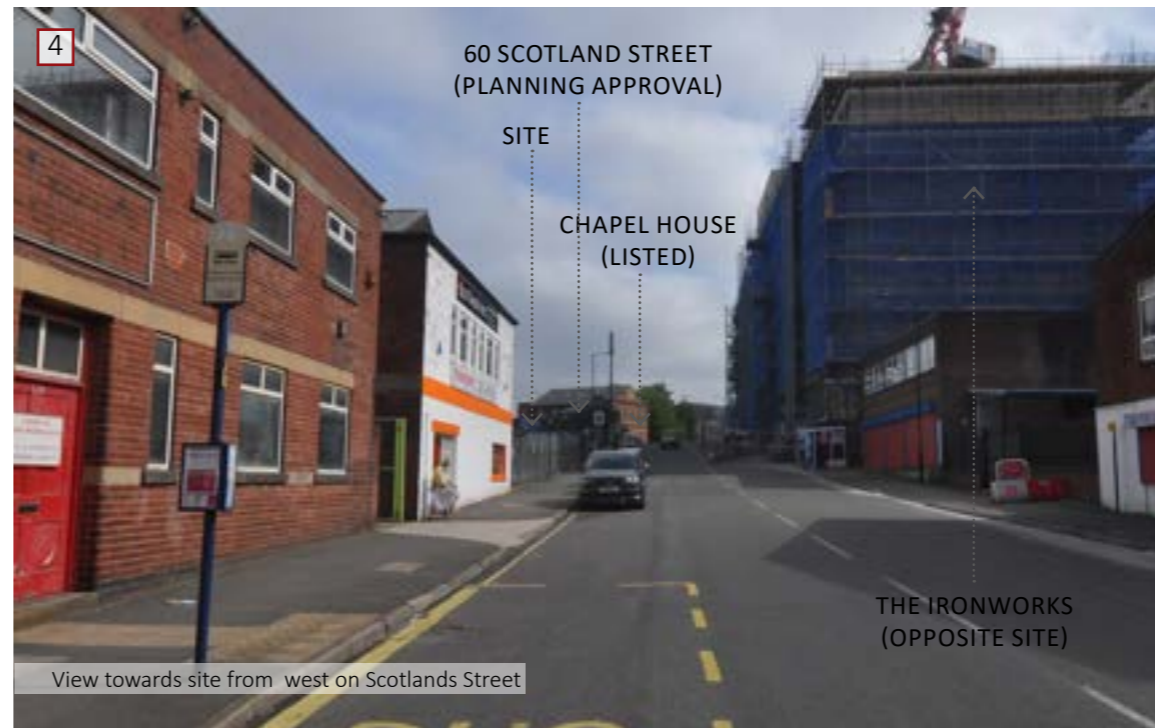 4
60 SCOTLAND STREET
(PLANNING APPROVAL)
SITE
CHAPEL HOUSE
(LISTED)
THE IRONWORKS
(OPPOSITE SITE)
View towards site from  west on Scotlands Street